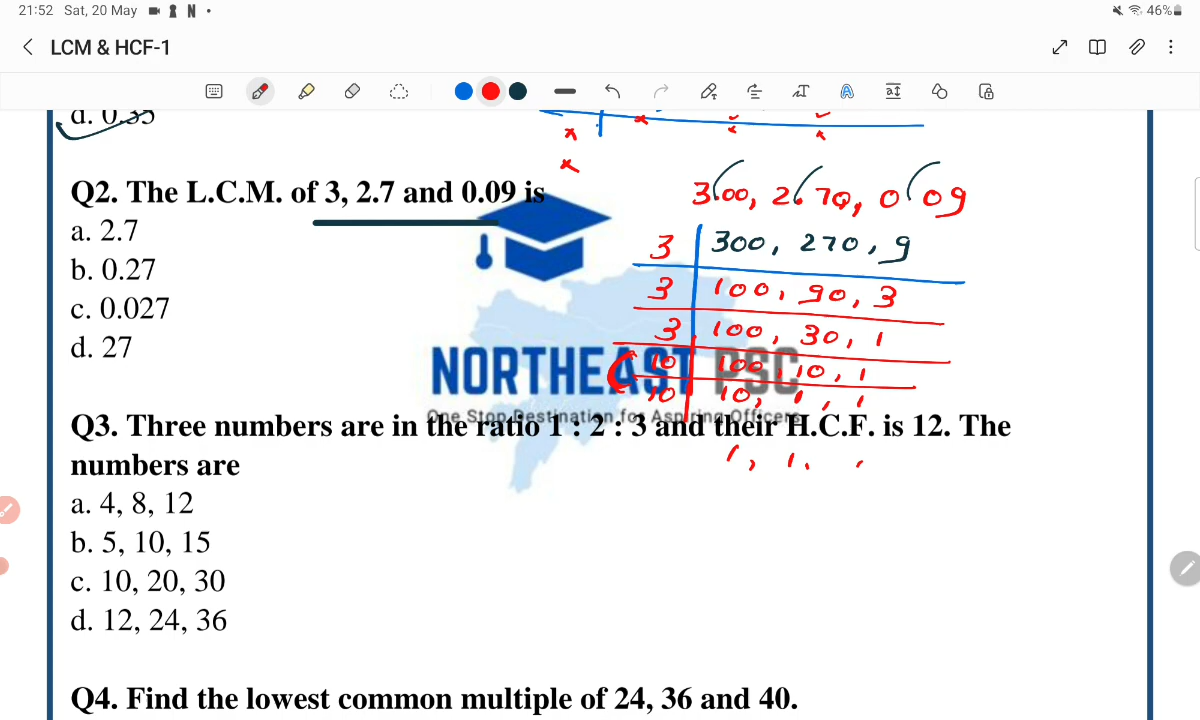 21:52 Sat, 20 May N • 46%
LCM & HCF-1
d. 0.35
Q2. The L.C.M. of 3, 2.7 and 0.09 is
a. 2.7
b. 0.27
c. 0.027
d. 27
3.00, 2.70, 0.09
3 | 300, 270, 9
3 | 100, 90, 3
3 | 100, 30, 1
10 | 100, 10, 1
10 | 10, 1, 1
1, 1,
NORTHEAST PSC
One Stop Destination for Aspiring Officers
Q3. Three numbers are in the ratio 1 : 2 : 3 and their H.C.F. is 12. The
numbers are
a. 4, 8, 12
b. 5, 10, 15
c. 10, 20, 30
d. 12, 24, 36
Q4. Find the lowest common multiple of 24, 36 and 40.